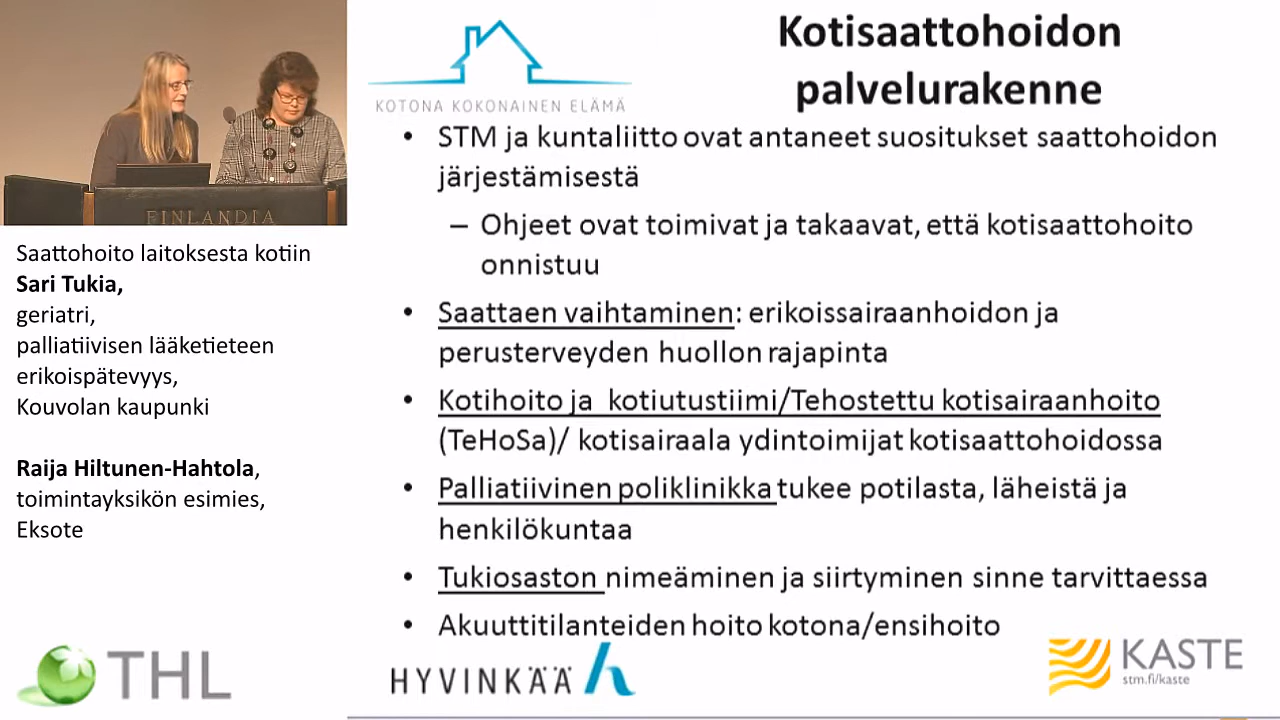 FINLANDIA
Saattohoito laitoksesta kotiin
Sari Tukia,
geriatri,
palliatiivisen lääketieteen
erikoispätevyys,
Kouvolan kaupunki
Raija Hiltunen-Hahtola,
toimintayksikön esimies,
Eksote
THL
KOTONA KOKONAINEN ELÄMÄ
Kotisaattohoidon
palvelurakenne
• STM ja kuntaliitto ovat antaneet suositukset saattohoidon
järjestämisestä
– Ohjeet ovat toimivat ja takaavat, että kotisaattohoito
onnistuu
• Saattaen vaihtaminen: erikoissairaanhoidon ja
perusterveyden huollon rajapinta
• Kotihoito ja kotiutustiimi/Tehostettu kotisairaanhoito
(TeHoSa)/ kotisairaala ydintoimijat kotisaattohoidossa
• Palliatiivinen poliklinikka tukee potilasta, läheistä ja
henkilökuntaa
• Tukiosaston nimeäminen ja siirtyminen sinne tarvittaessa
• Akuuttitilanteiden hoito kotona/ensihoito
HYVINKÄÄ
KASTE
stm.fi/kaste